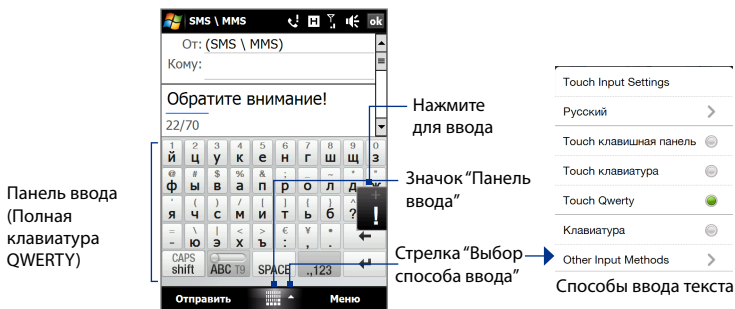 SMS \ MMS
H
ok
От: (SMS \ MMS)
Кому:
Обратите внимание!
22/70
1 2 3 4 5 6 7 8 9 0
й ц у к е н г ш щ з
@ # $ % & ;
ф ы в а п р о л д ж
я ч с м и т ь б ?
!
= \ | < > € ¥ •
- ю э х ъ : , .
CAPS
shift ABC T9 SPACE .,123
Отправить Меню
Панель ввода
(Полная
клавиатура
QWERTY)
Нажмите
для ввода
Значок “Панель
ввода”
Стрелка “Выбор
способа ввода”
Touch Input Settings
Русский
Touch клавишная панель
Touch клавиатура
Touch Qwerty
Клавиатура
Other Input Methods
Способы ввода текста